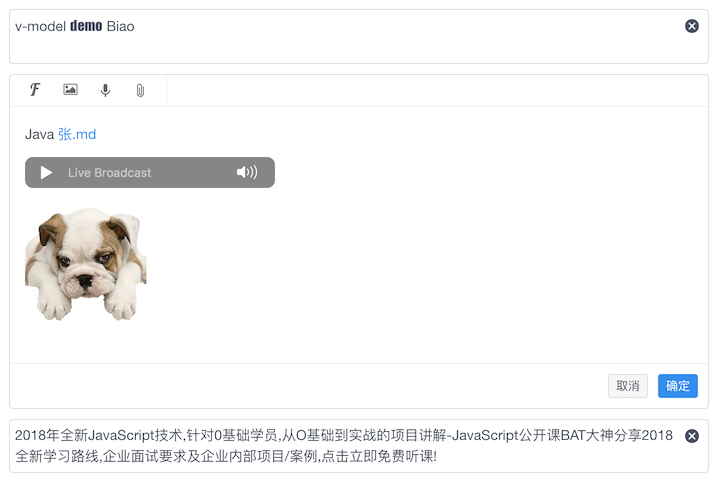 v-model demo Biao
F
Java 张.md
Live Broadcast
取消 确定
2018年全新JavaScript技术,针对0基础学员,从O基础到实战的项目讲解-JavaScript公开课BAT大神分享2018
全新学习路线,企业面试要求及企业内部项目/案例,点击立即免费听课!